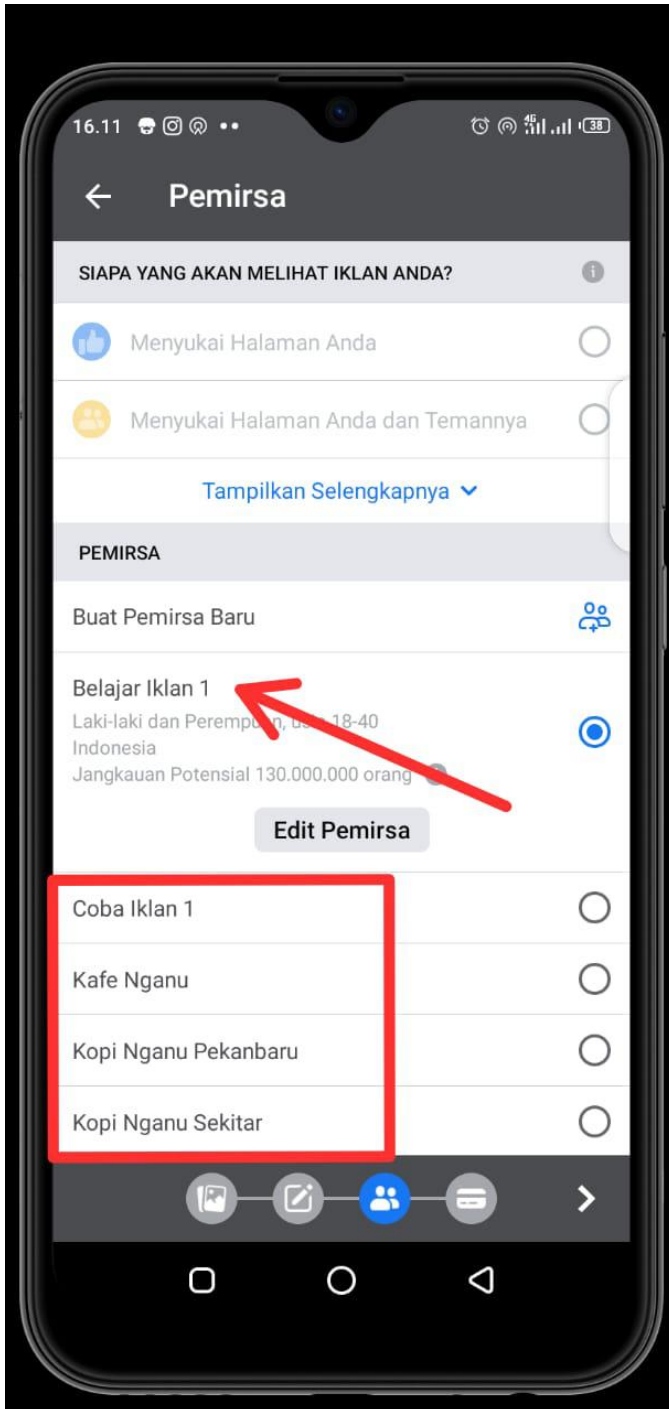 16.11
4G
38
Pemirsa
SIAPA YANG AKAN MELIHAT IKLAN ANDA?
Menyukai Halaman Anda
Menyukai Halaman Anda dan Temannya
Tampilkan Selengkapnya
PEMIRSA
Buat Pemirsa Baru
Belajar Iklan 1
Laki-laki dan Perempuan, usia 18-40
Indonesia
Jangkauan Potensial 130.000.000 orang
Edit Pemirsa
Coba Iklan 1
Kafe Nganu
Kopi Nganu Pekanbaru
Kopi Nganu Sekitar